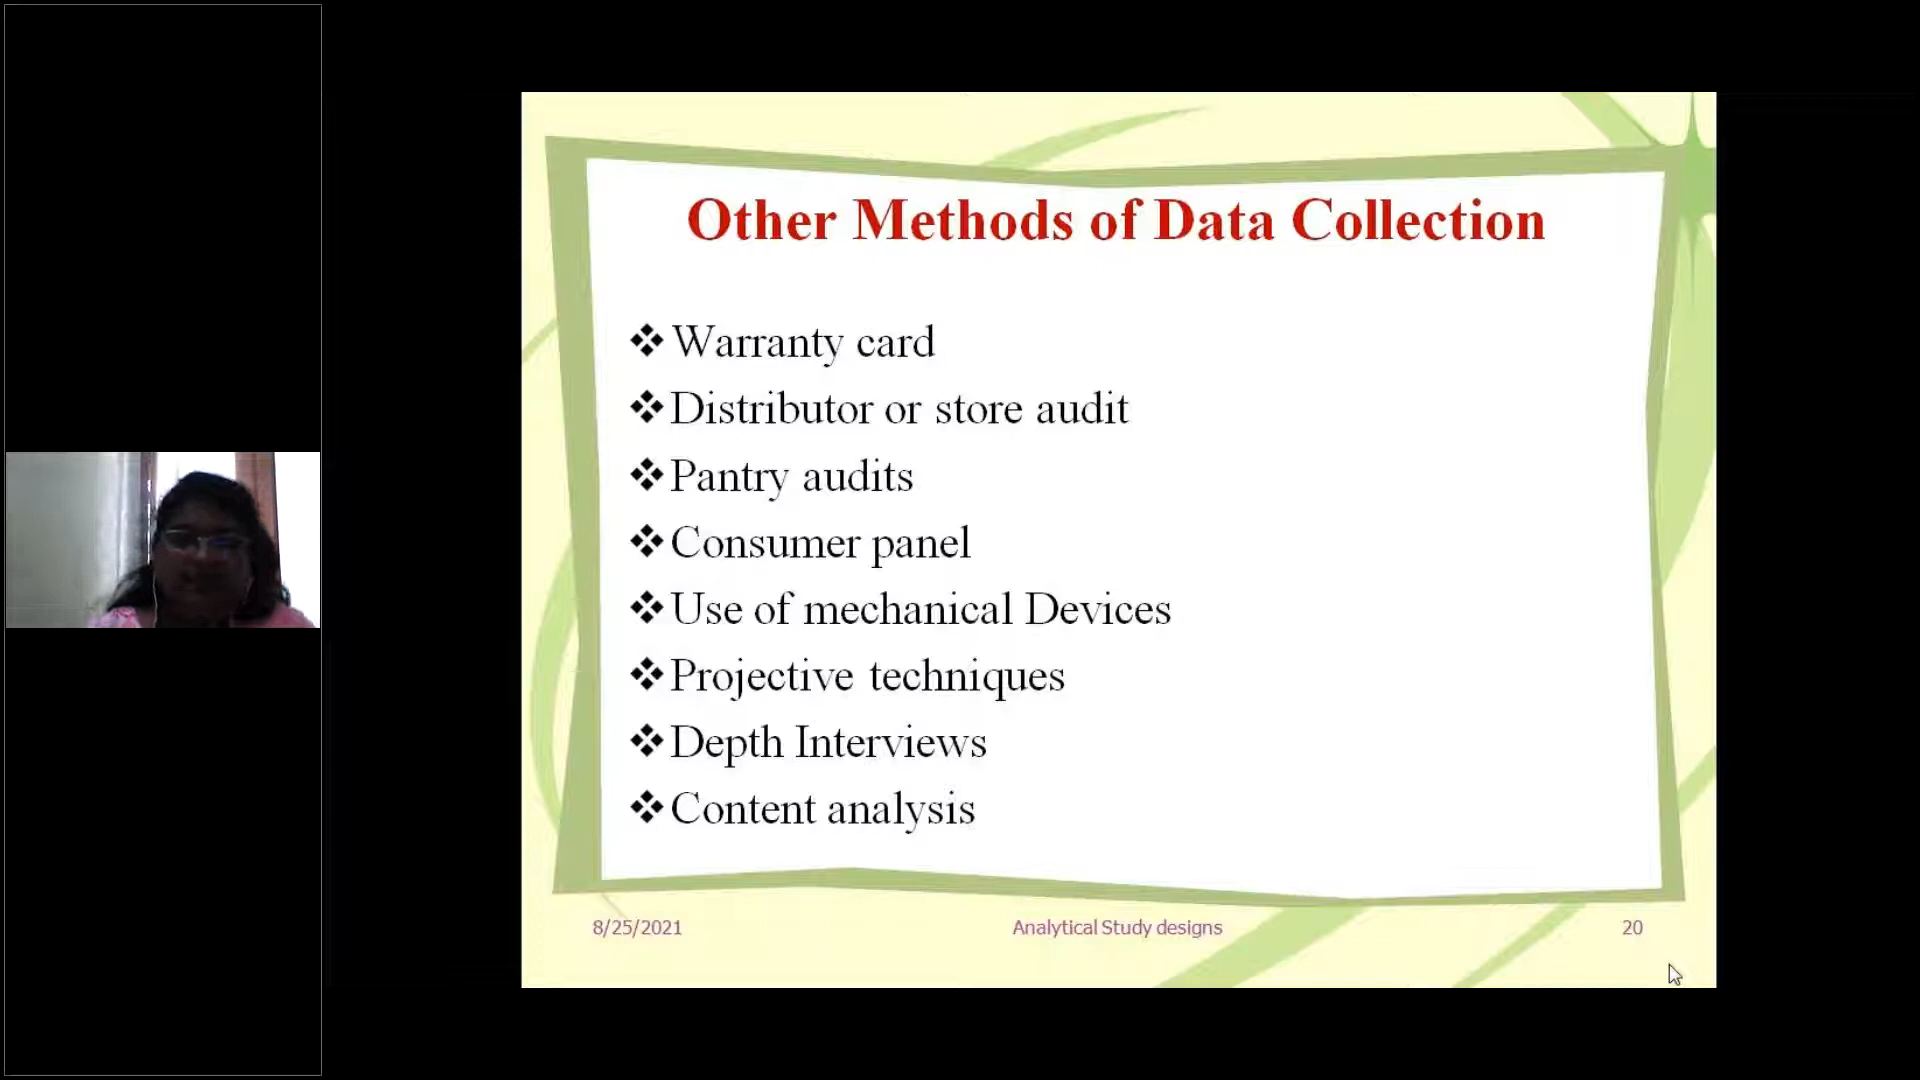 Other Methods of Data Collection
❖Warranty card
❖Distributor or store audit
❖Pantry audits
❖Consumer panel
❖Use of mechanical Devices
❖Projective techniques
❖Depth Interviews
❖Content analysis
8/25/2021 Analytical Study designs 20